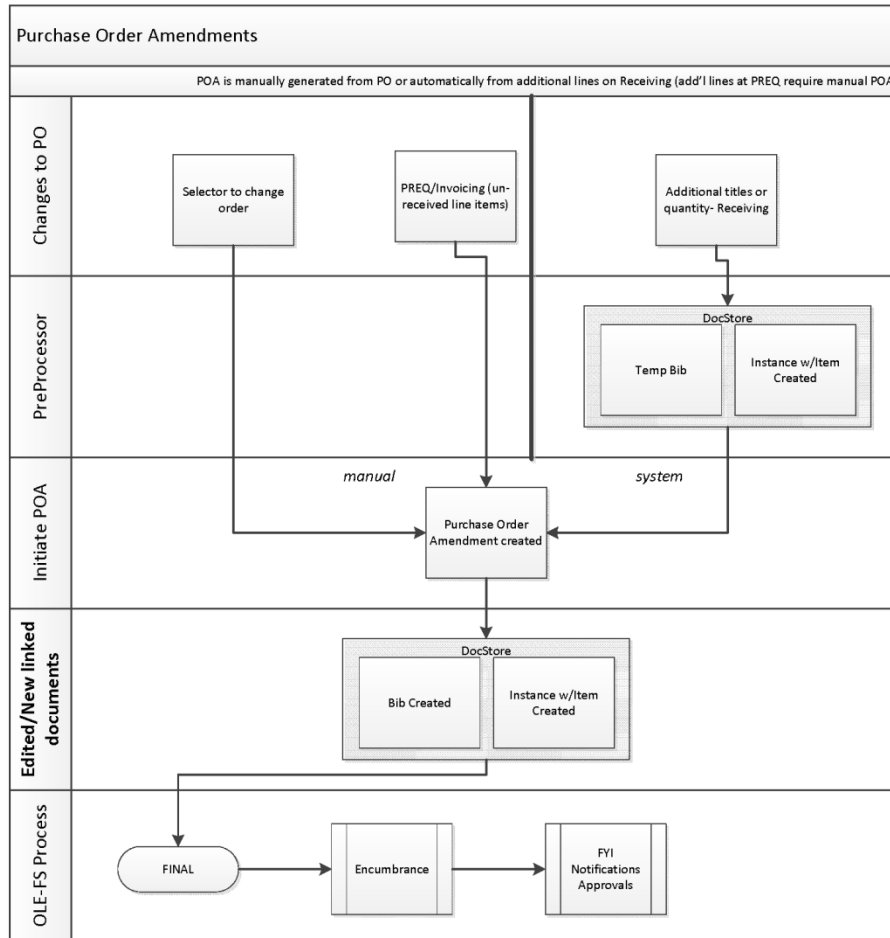 Purchase Order Amendments
POA is manually generated from PO or automatically from additional lines on Receiving (add'l lines at PREQ require manual POA
Changes to PO
Selector to change
order
PREQ/Invoicing (un-
received line items)
Additional titles or
quantity- Receiving
PreProcessor
DocStore
Temp Bib
Instance w/Item
Created
Initiate POA
manual
system
Purchase Order
Amendment created
Edited/New linked
documents
DocStore
Bib Created
Instance w/Item
Created
OLE-FS Process
FINAL
Encumbrance
FYI
Notifications
Approvals